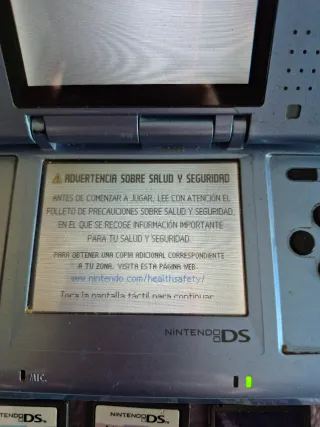 ⚠ ADVERTENCIA SOBRE SALUD Y SEGURIDAD
ANTES DE COMENZAR A JUGAR, LEE CON ATENCIÓN EL
FOLLETO DE PRECAUCIONES SOBRE SALUD Y SEGURIDAD,
EN EL QUE SE RECOGE INFORMACIÓN IMPORTANTE
PARA TU SALUD Y SEGURIDAD.
PARA OBTENER UNA COPIA ADICIONAL CORRESPONDIENTE
A TU ZONA, VISITA ESTA PÁGINA WEB:
www.nintendo.com/healthsafety/
Toca la pantalla táctil para continuar.
NINTENDO DS
MIC.
NINTENDO DS
NINTENDO DS